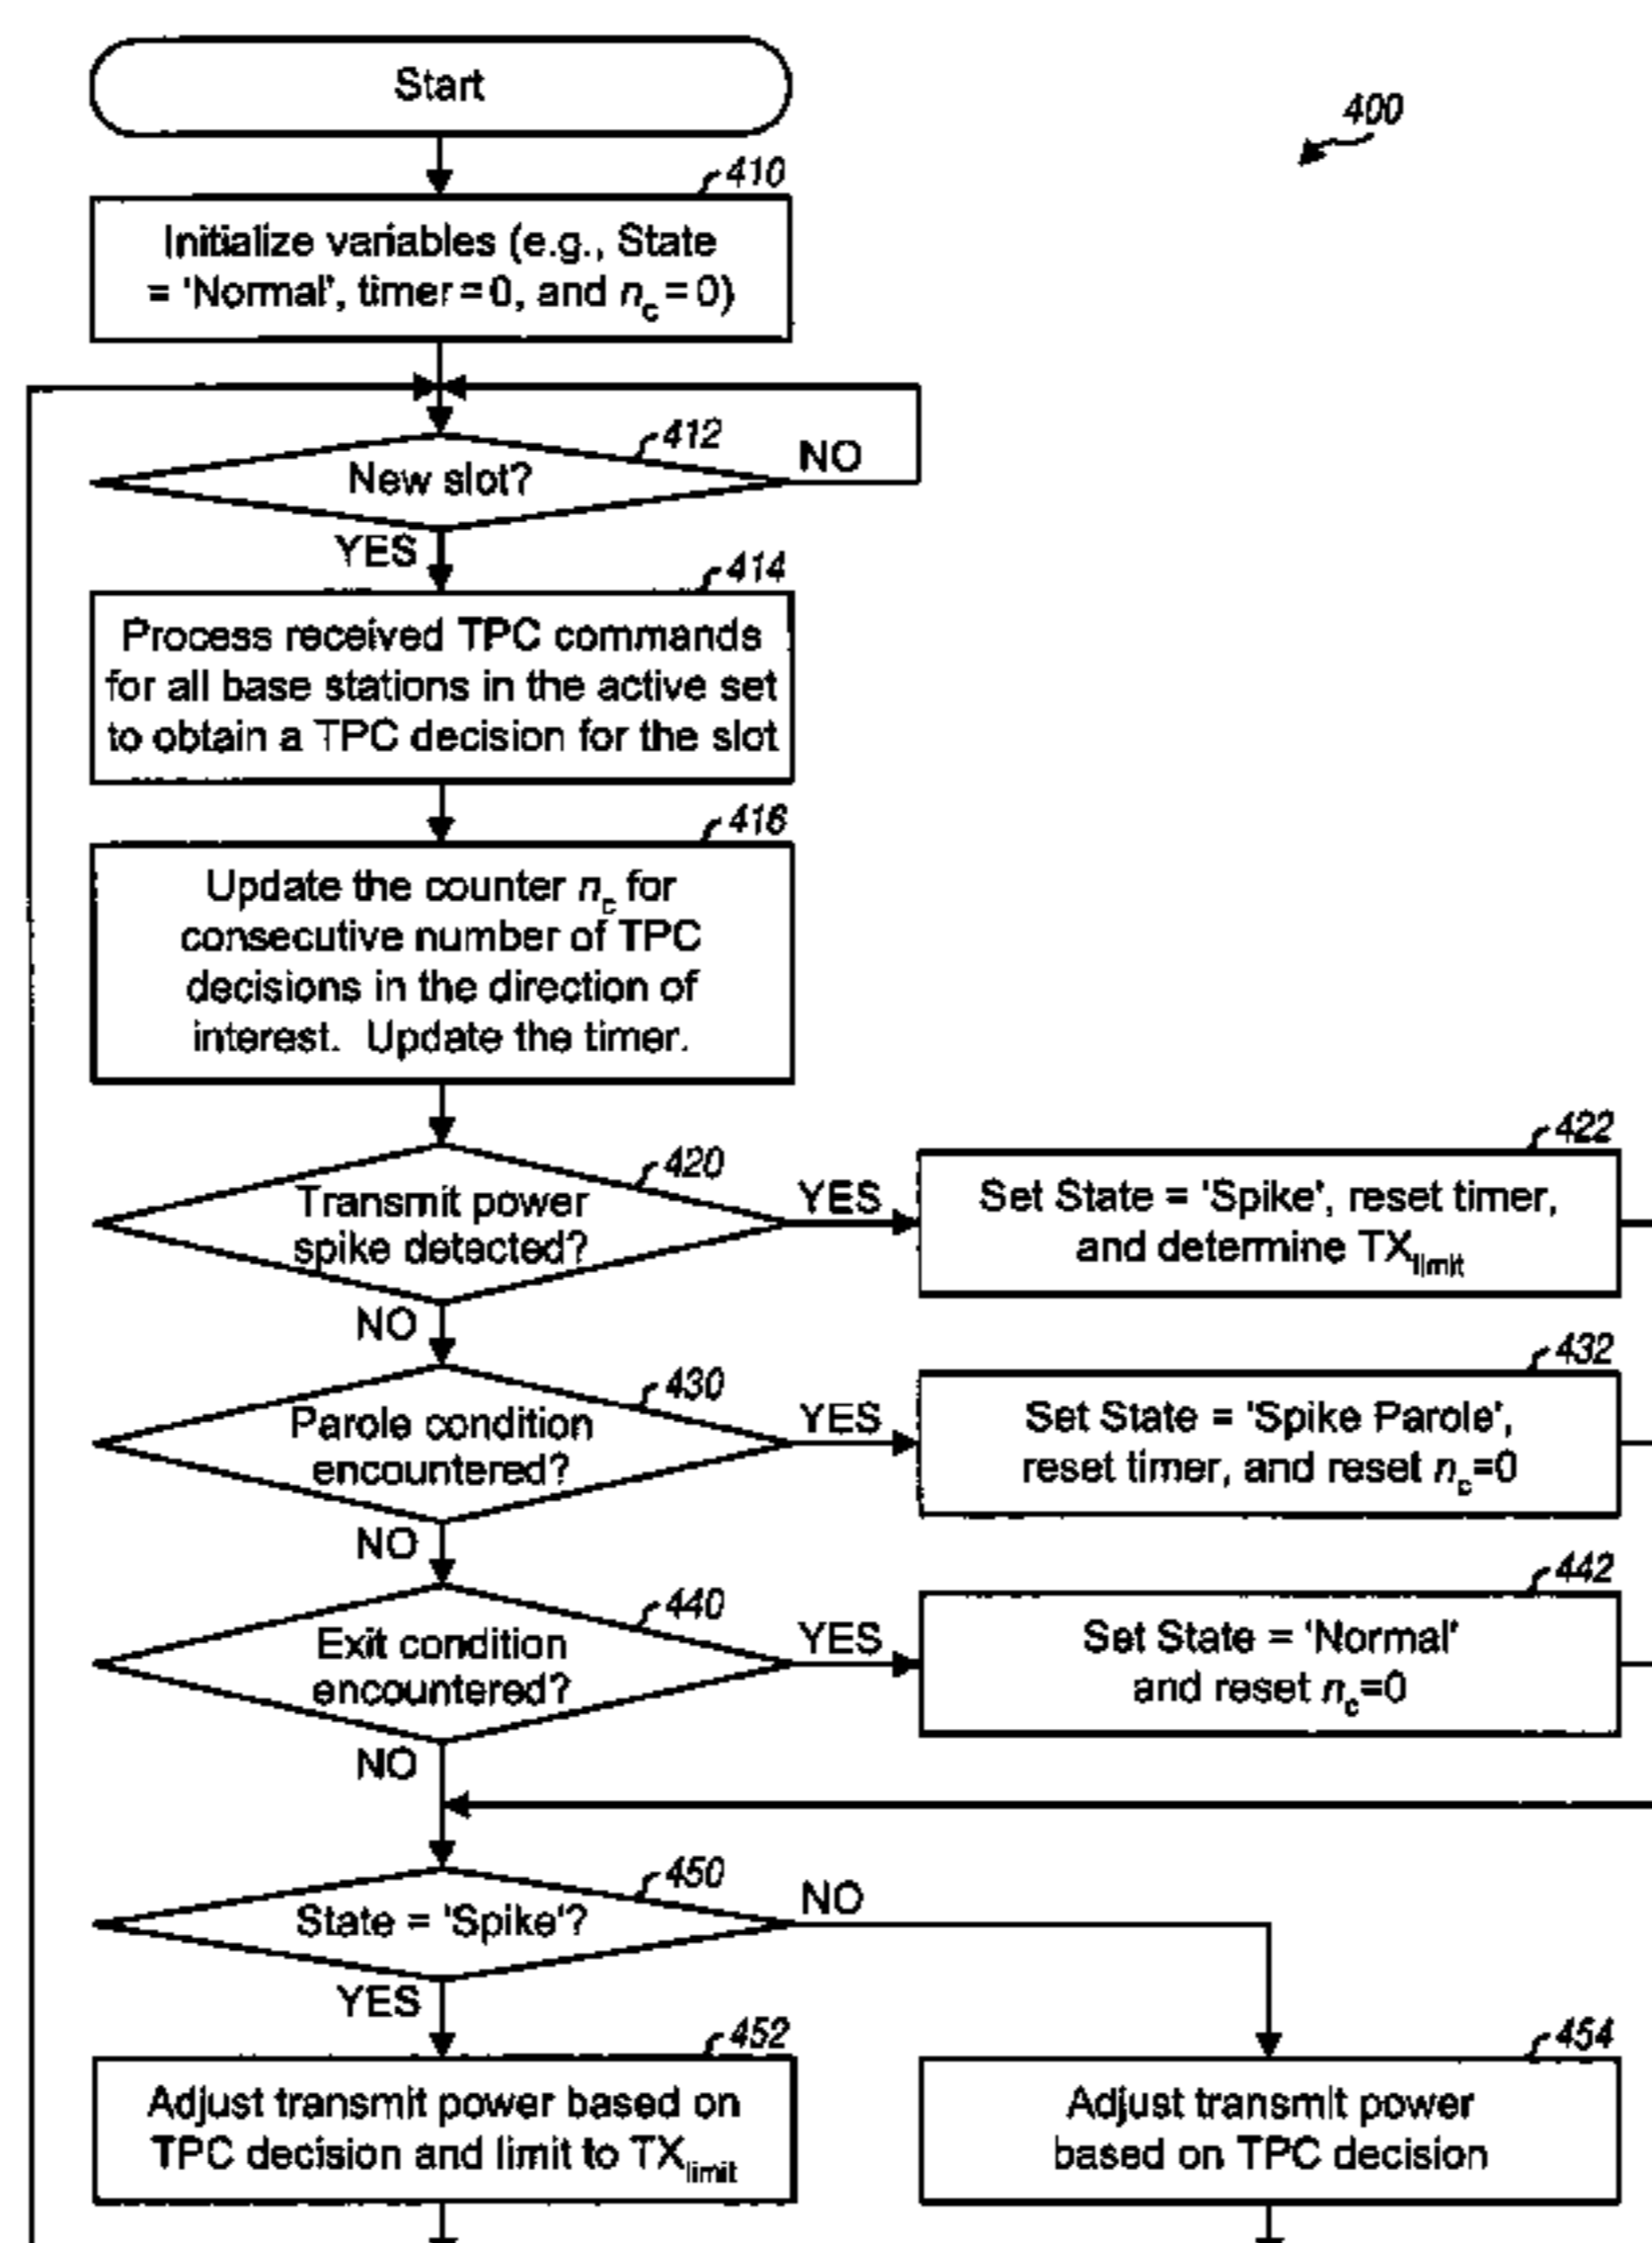 Start
400
410
Initialize variables (e.g., State
= 'Normal', timer = 0, and nc = 0)
412
New slot?
NO
YES
414
Process received TPC commands
for all base stations in the active set
to obtain a TPC decision for the slot
416
Update the counter nc for
consecutive number of TPC
decisions in the direction of
interest. Update the timer.
420
Transmit power
spike detected?
YES
422
Set State = 'Spike', reset timer,
and determine TXlimit
NO
430
Parole condition
encountered?
YES
432
Set State = 'Spike Parole',
reset timer, and reset nc=0
NO
440
Exit condition
encountered?
YES
442
Set State = 'Normal'
and reset nc=0
NO
450
State = 'Spike'?
NO
YES
452
Adjust transmit power based on
TPC decision and limit to TXlimit
454
Adjust transmit power
based on TPC decision